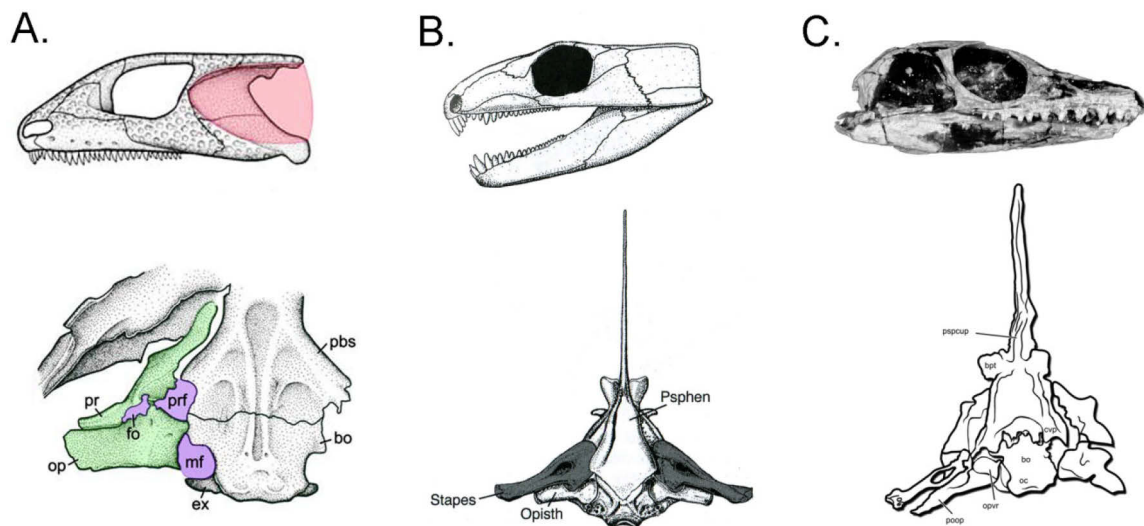 A.
B.
C.
pbs
pr
prf
fo
bo
op
mf
ex
Psphen
Stapes
Opisth
pspcup
bpt
cvp
bo
oc
opvr
poop